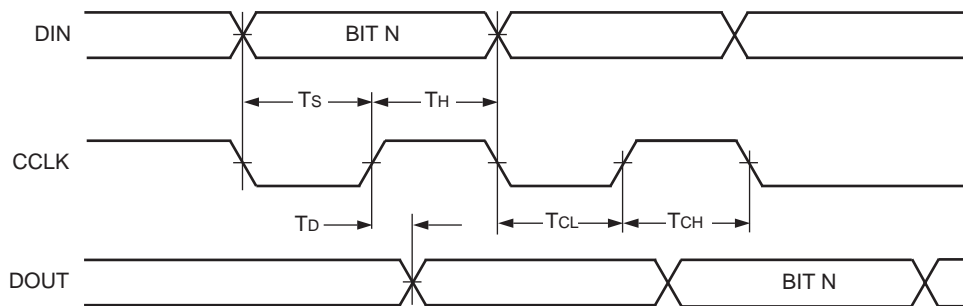 DIN
BIT N
TS
TH
CCLK
TD
TCL
TCH
DOUT
BIT N